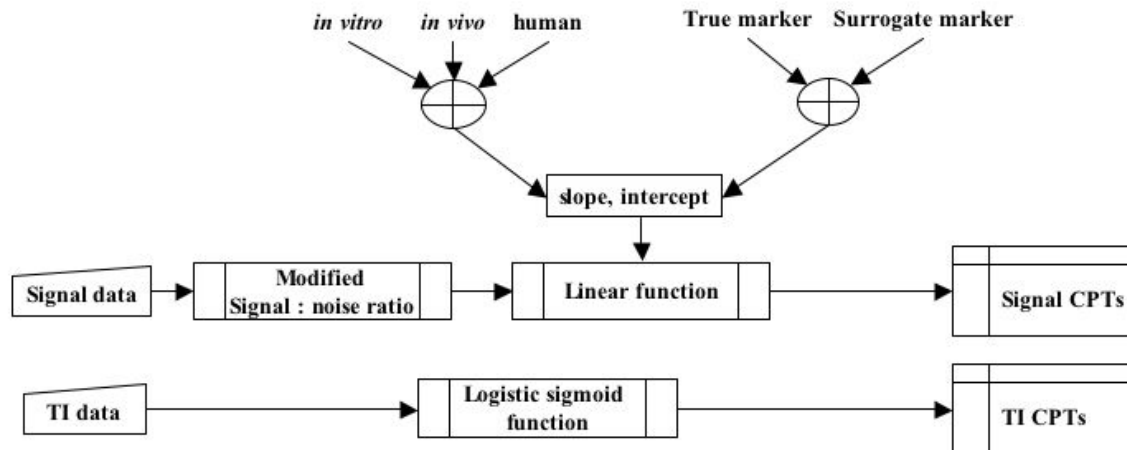 in vitro in vivo human True marker Surrogate marker
slope, intercept
Signal data
Modified
Signal : noise ratio
Linear function
Signal CPTs
TI data
Logistic sigmoid
function
TI CPTs